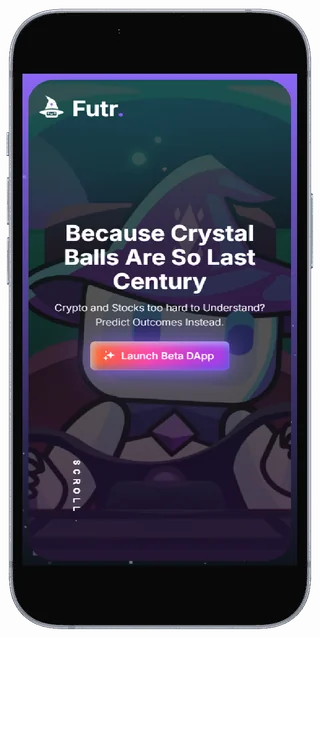 Futr.
Because Crystal
Balls Are So Last
Century
Crypto and Stocks too hard to Understand?
Predict Outcomes Instead.
Launch Beta DApp
SCROLL